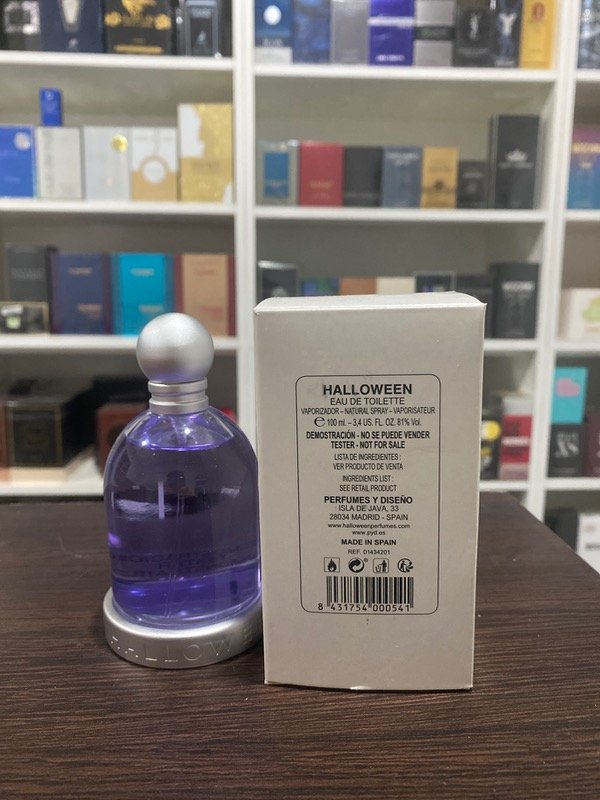 HALLOWEEN
EAU DE TOILETTE
VAPORIZADOR – NATURAL SPRAY – VAPORISATEUR
℮ 100 ml. – 3,4 US. FL. OZ. 81% Vol.
DEMOSTRACIÓN - NO SE PUEDE VENDER
TESTER - NOT FOR SALE
LISTA DE INGREDIENTES :
VER PRODUCTO DE VENTA
INGREDIENTS LIST :
SEE RETAIL PRODUCT
PERFUMES Y DISEÑO
ISLA DE JAVA, 33
28034 MADRID - SPAIN
www.halloweenperfumes.com
www.pyd.es
MADE IN SPAIN
REF. 01434201
8 431754 000541
HALLOWE